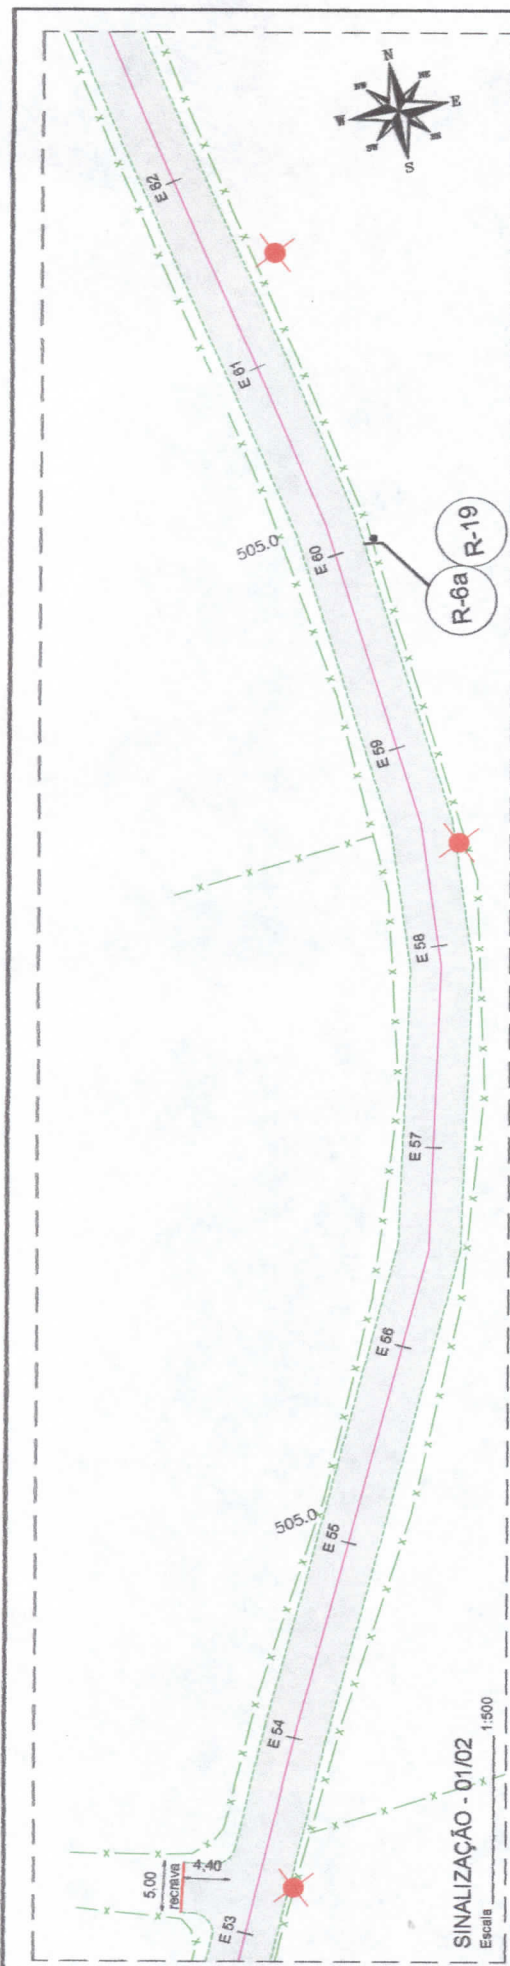 N
E
S
W
E 62
E 61
505.0
E 60
R-6a
R-19
E 59
E 58
E 57
E 56
505.0
E 55
E 54
5,00
recrava
4,40
E 53
SINALIZAÇÃO - 01/02
Escala 1:500